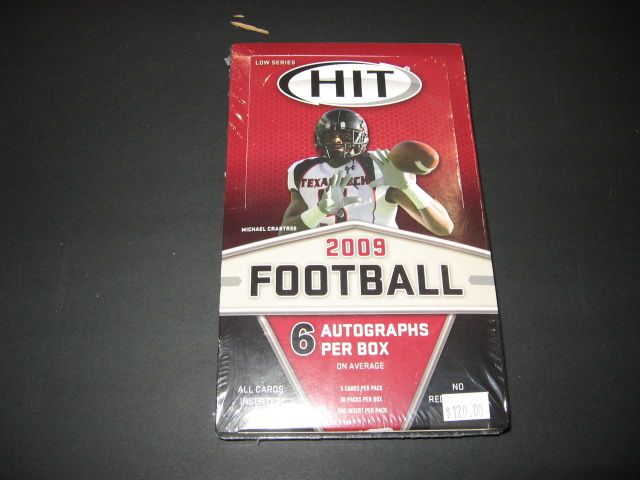 LOW SERIES
HIT
TEXAS TECH
MICHAEL CRABTREE
2009
FOOTBALL
6 AUTOGRAPHS
PER BOX
ON AVERAGE
ALL CARDS
INSERTED
5 CARDS PER PACK
30 PACKS PER BOX
ONE INSERT PER PACK
NO
$120.00